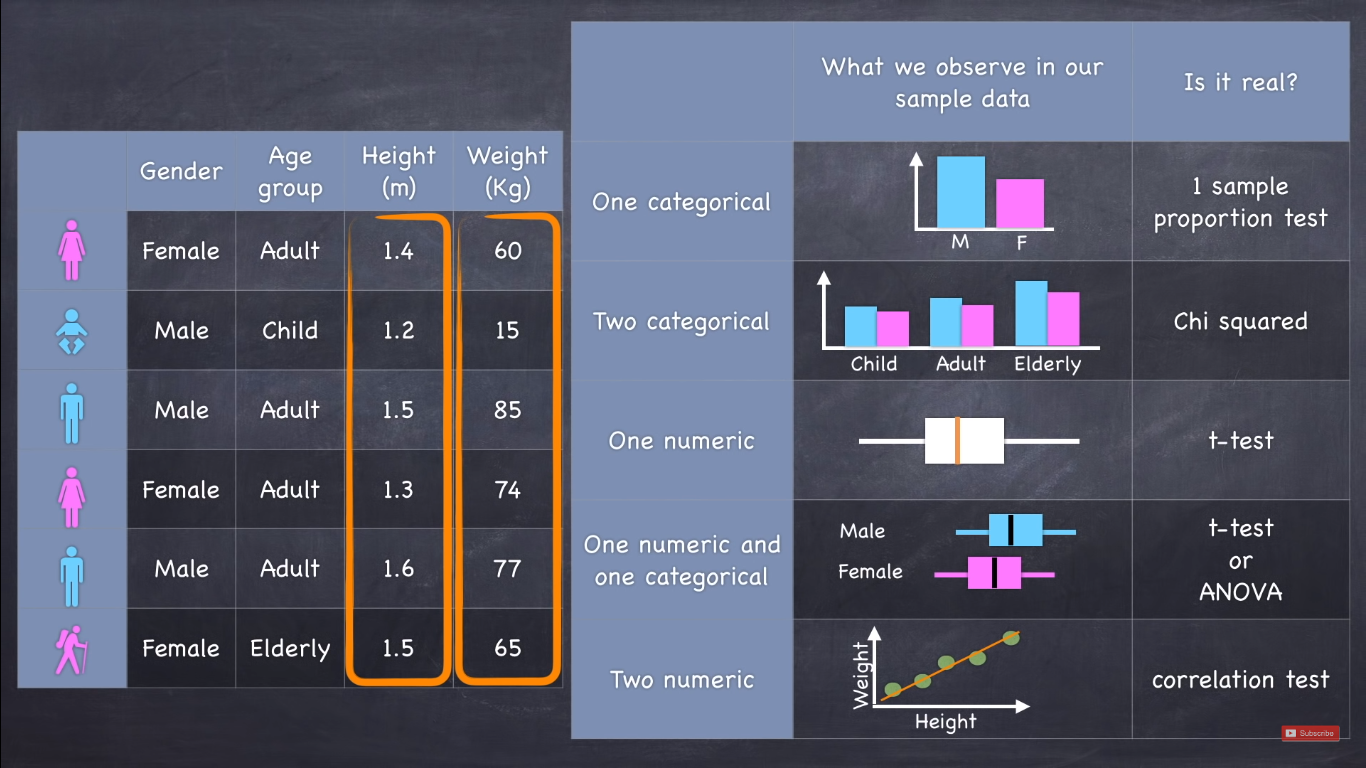 Gender
Age
group
Height
(m)
Weight
(Kg)
Female
Adult
1.4
60
Male
Child
1.2
15
Male
Adult
1.5
85
Female
Adult
1.3
74
Male
Adult
1.6
77
Female
Elderly
1.5
65
What we observe in our
sample data
Is it real?
One categorical
M
F
1 sample
proportion test
Two categorical
Child
Adult
Elderly
Chi squared
One numeric
t-test
One numeric and
one categorical
Male
Female
t-test
or
ANOVA
Two numeric
Weight
Height
correlation test
Subscribe